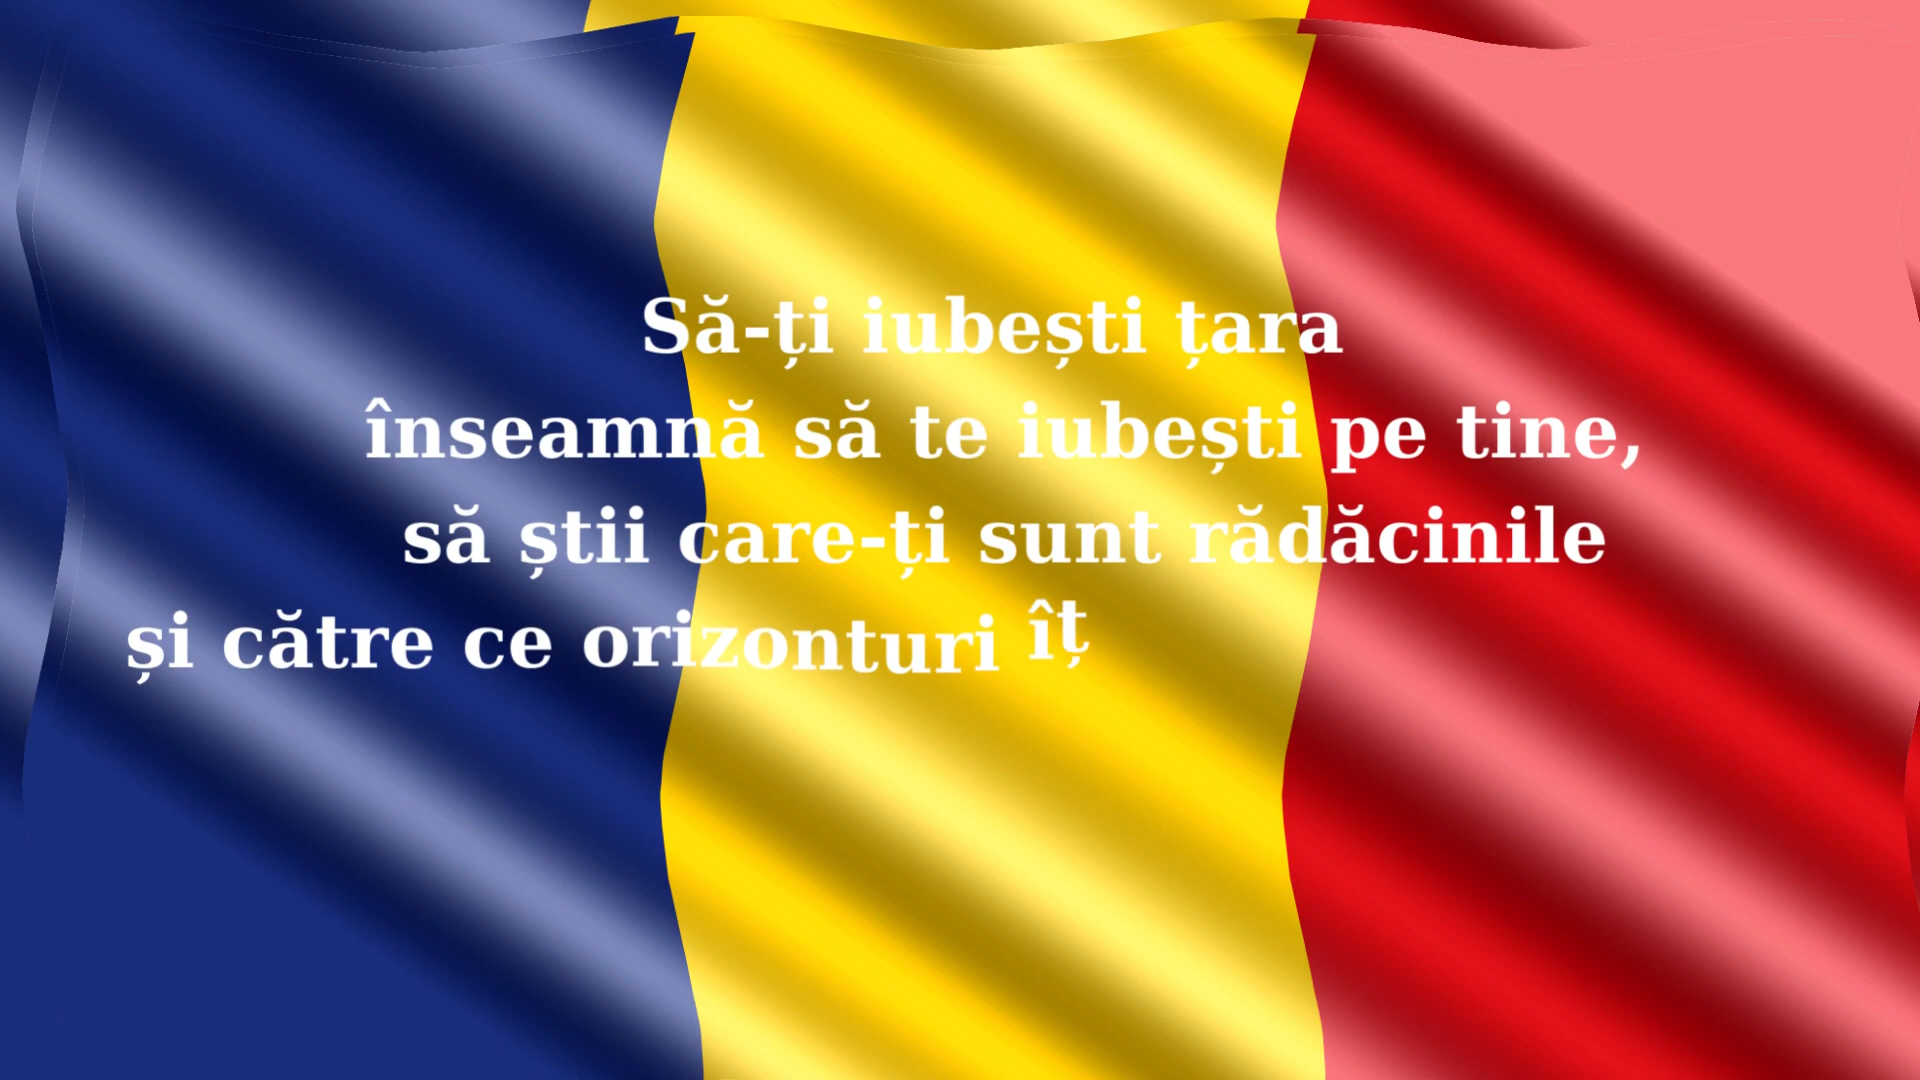 Să-ți iubești țara
înseamnă să te iubești pe tine,
să știi care-ți sunt rădăcinile
și către ce orizonturi îț